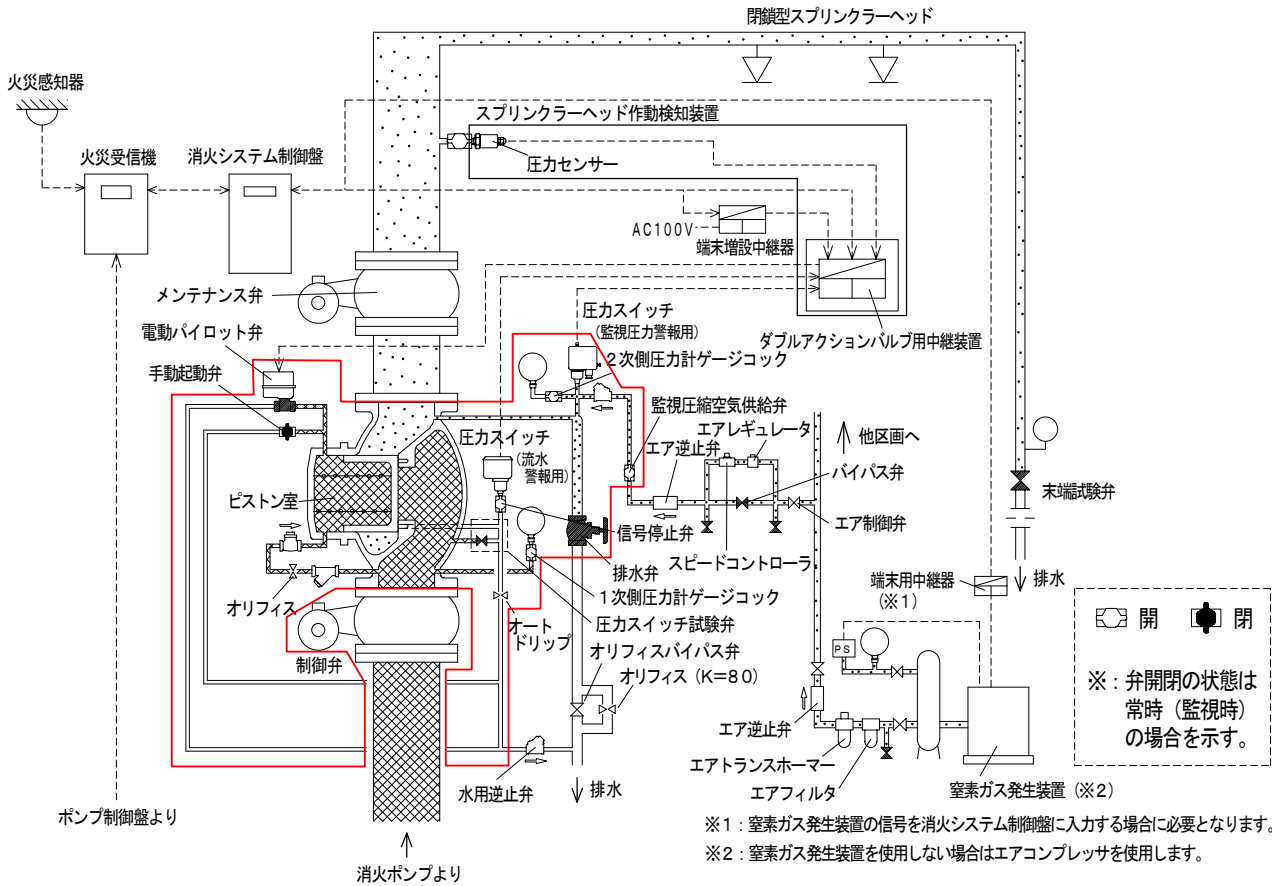 閉鎖型スプリンクラーヘッド
火災感知器
スプリンクラーヘッド作動検知装置
火災受信機
消火システム制御盤
圧力センサー
AC100V
端末増設中継器
メンテナンス弁
圧力スイッチ
(監視圧力警報用)
ダブルアクションバルブ用中継装置
電動パイロット弁
2次側圧力計ゲージコック
手動起動弁
監視圧縮空気供給弁
エアレギュレータ
他区画へ
圧力スイッチ
(流水
警報用)
エア逆止弁
バイパス弁
ピストン室
末端試験弁
信号停止弁
エア制御弁
排水弁
スピードコントローラ
排水
端末用中継器
(※1)
1次側圧力計ゲージコック
オリフィス
オート
ドリップ
圧力スイッチ試験弁
開
閉
制御弁
オリフィスバイパス弁
PS
オリフィス (K=80)
※:弁開閉の状態は
常時(監視時)
の場合を示す。
エア逆止弁
エアトランスホーマー
水用逆止弁
排水
エアフィルタ
窒素ガス発生装置 (※2)
ポンプ制御盤より
※1:窒素ガス発生装置の信号を消火システム制御盤に入力する場合に必要となります。
※2:窒素ガス発生装置を使用しない場合はエアコンプレッサを使用します。
消火ポンプより